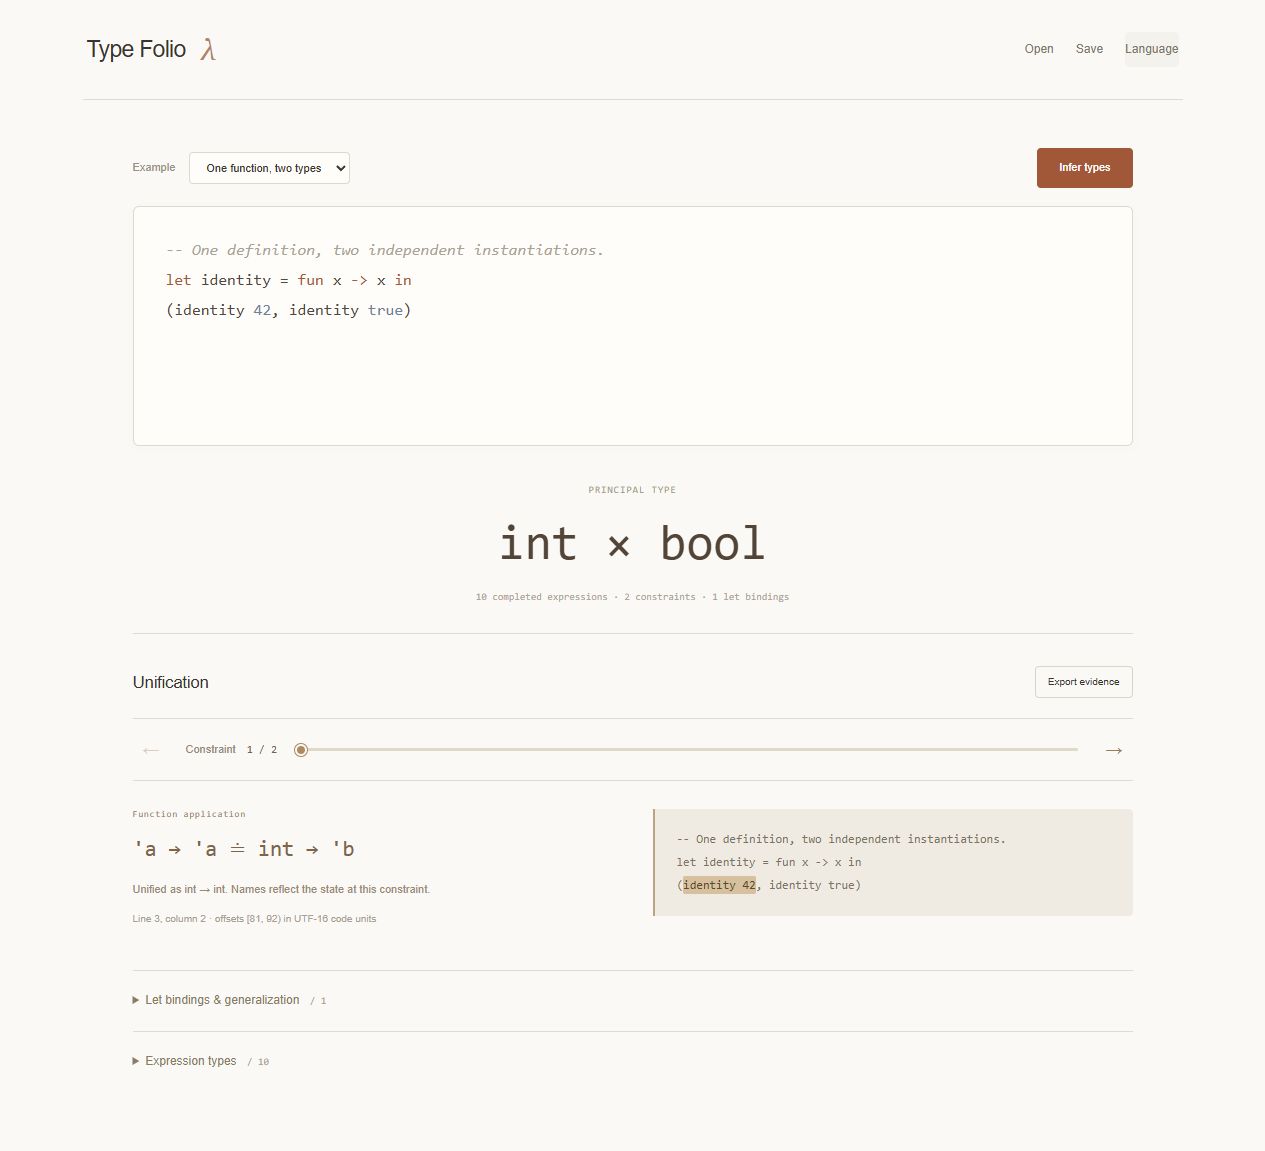 Type Folio λ
Open Save Language
Example One function, two types Infer types
-- One definition, two independent instantiations.
let identity = fun x -> x in
(identity 42, identity true)
PRINCIPAL TYPE
int × bool
10 completed expressions · 2 constraints · 1 let bindings
Unification Export evidence
← Constraint 1 / 2 →
Function application
'a → 'a ≐ int → 'b
Unified as int → int. Names reflect the state at this constraint.
Line 3, column 2 · offsets [81, 92) in UTF-16 code units
-- One definition, two independent instantiations.
let identity = fun x -> x in
(identity 42, identity true)
▶ Let bindings & generalization / 1
▶ Expression types / 10